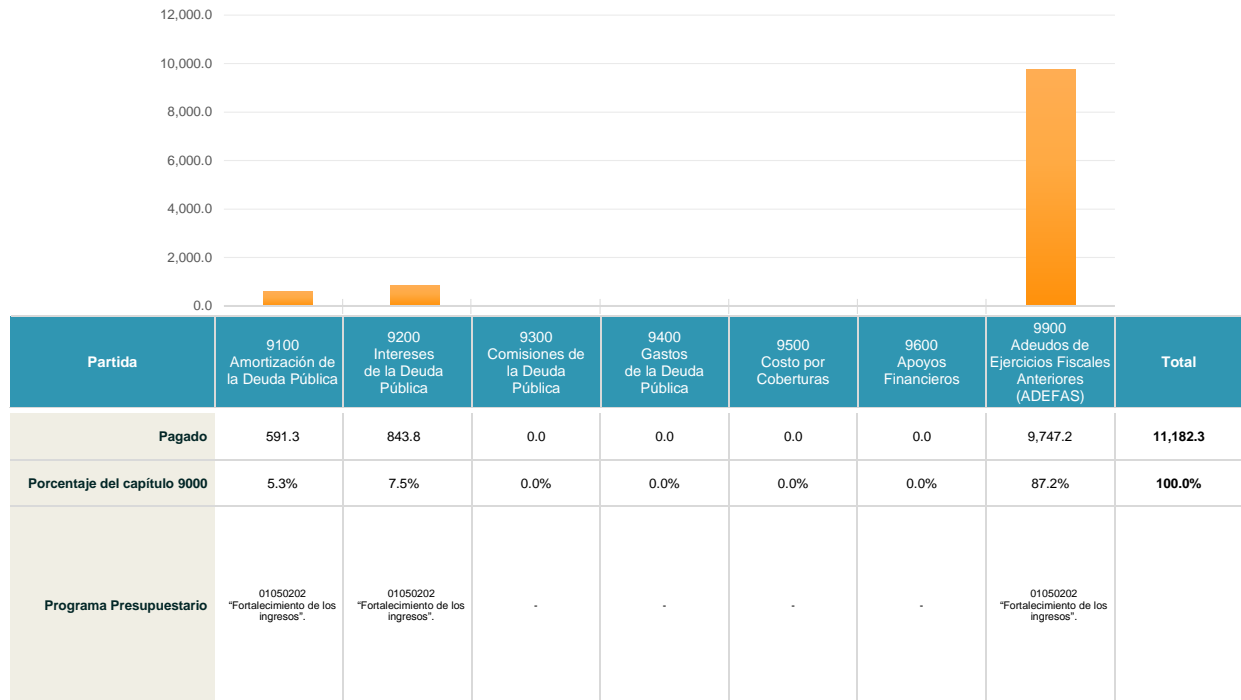 12,000.0
10,000.0
8,000.0
6,000.0
4,000.0
2,000.0
0.0
Partida
9100
Amortización de
la Deuda Pública
9200
Intereses
de la Deuda
Pública
9300
Comisiones de
la Deuda
Pública
9400
Gastos
de la Deuda
Pública
9500
Costo por
Coberturas
9600
Apoyos
Financieros
9900
Adeudos de
Ejercicios Fiscales
Anteriores
(ADEFAS)
Total
Pagado 591.3 843.8 0.0 0.0 0.0 0.0 9,747.2 11,182.3
Porcentaje del capítulo 9000 5.3% 7.5% 0.0% 0.0% 0.0% 0.0% 87.2% 100.0%
Programa Presupuestario
01050202
“Fortalecimiento de los
ingresos”.
01050202
“Fortalecimiento de los
ingresos”.
-
-
-
-
01050202
“Fortalecimiento de los
ingresos”.